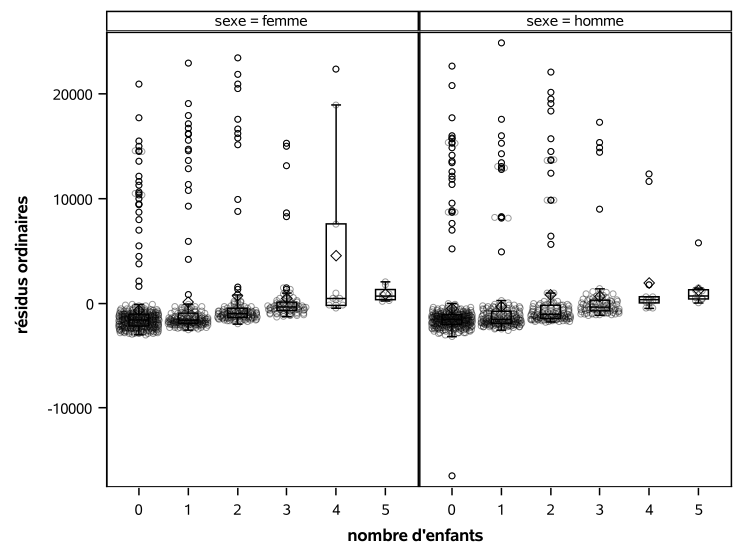 sexe = femme
sexe = homme
résidus ordinaires
20000
10000
0
-10000
0 1 2 3 4 5
0 1 2 3 4 5
nombre d'enfants